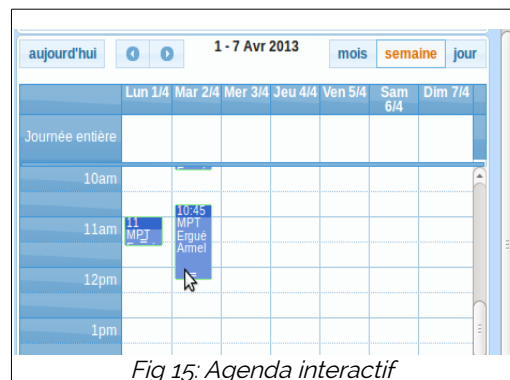 aujourd'hui 1 - 7 Avr 2013 mois semaine jour
Lun 1/4 Mar 2/4 Mer 3/4 Jeu 4/4 Ven 5/4 Sam 6/4 Dim 7/4
Journée entière
10am
10:45
11am 11 MPT
MPT Ergué
Armel
12pm
1pm
Fig 15: Agenda interactif